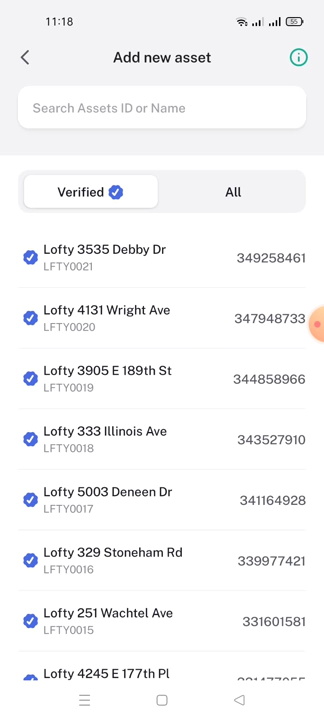 11:18
55
Add new asset
Search Assets ID or Name
Verified
All
Lofty 3535 Debby Dr
LFTY0021
349258461
Lofty 4131 Wright Ave
LFTY0020
347948733
Lofty 3905 E 189th St
LFTY0019
344858966
Lofty 333 Illinois Ave
LFTY0018
343527910
Lofty 5003 Deneen Dr
LFTY0017
341164928
Lofty 329 Stoneham Rd
LFTY0016
339977421
Lofty 251 Wachtel Ave
LFTY0015
331601581
Lofty 4245 E 177th Pl